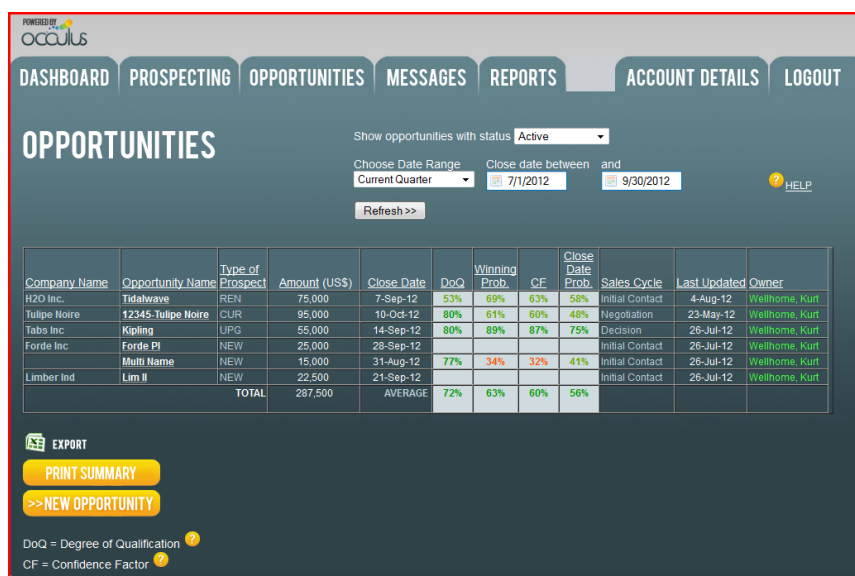 POWERED BY
occulus
DASHBOARD PROSPECTING OPPORTUNITIES MESSAGES REPORTS ACCOUNT DETAILS LOGOUT
OPPORTUNITIES
Show opportunities with status Active
Choose Date Range Close date between and
Current Quarter 7/1/2012 9/30/2012
HELP
Refresh >>
Company Name Opportunity Name Type of Prospect Amount (US$) Close Date DoQ Winning Prob. CF Close Date Prob. Sales Cycle Last Updated Owner
H2O Inc. Tidalwave REN 75,000 7-Sep-12 53% 69% 63% 58% Initial Contact 4-Aug-12 Wellhome, Kurt
Tulipe Noire 12345-Tulipe Noire CUR 95,000 10-Oct-12 80% 61% 60% 48% Negotiation 23-May-12 Wellhome, Kurt
Tabs Inc Kipling UPG 55,000 14-Sep-12 80% 89% 87% 75% Decision 26-Jul-12 Wellhome, Kurt
Forde Inc Forde PI NEW 25,000 28-Sep-12 Initial Contact 26-Jul-12 Wellhome, Kurt
Multi Name NEW 15,000 31-Aug-12 77% 34% 32% 41% Initial Contact 26-Jul-12 Wellhome, Kurt
Limber Ind Lim II NEW 22,500 21-Sep-12 Initial Contact 26-Jul-12 Wellhome, Kurt
TOTAL 287,500 AVERAGE 72% 63% 60% 56%
EXPORT
PRINT SUMMARY
>>NEW OPPORTUNITY
DoQ = Degree of Qualification ?
CF = Confidence Factor ?